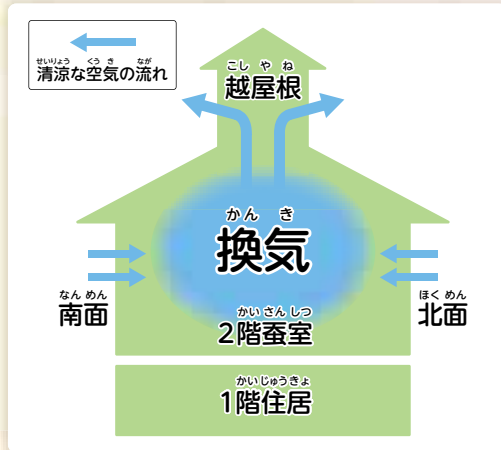 せいりょう くうき なが
清涼な空気の流れ
こしやね
越屋根
かんき
換気
なんめん
南面
ほくめん
北面
かいさんしつ
2階蚕室
かいじゅうきょ
1階住居